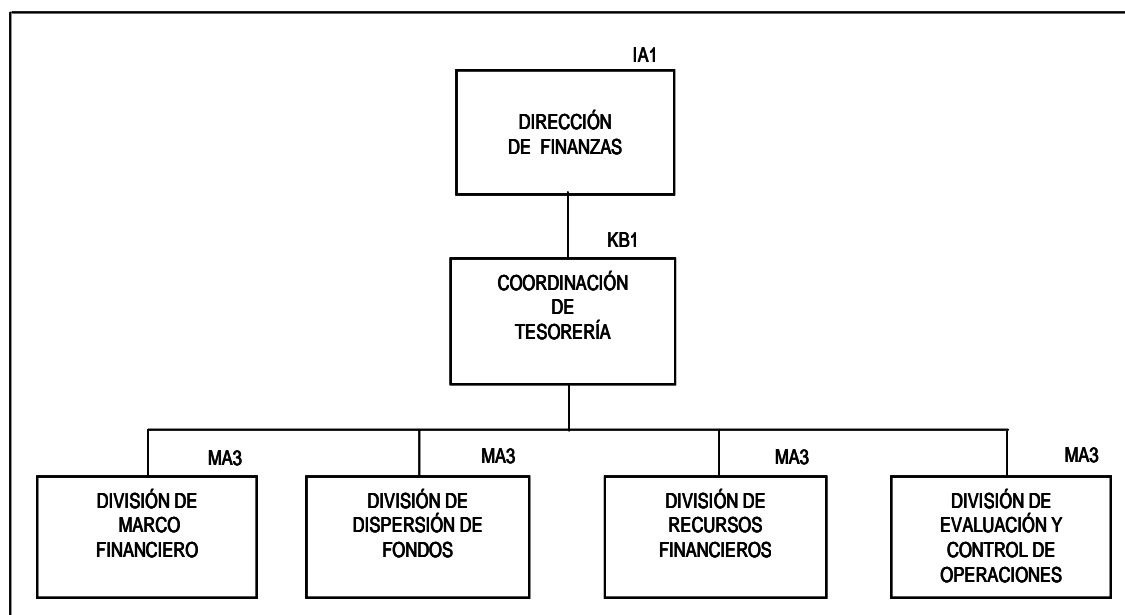 IA1
DIRECCIÓN
DE FINANZAS
KB1
COORDINACIÓN
DE
TESORERÍA
MA3
DIVISIÓN DE
MARCO
FINANCIERO
MA3
DIVISIÓN DE
DISPERSIÓN DE
FONDOS
MA3
DIVISIÓN DE
RECURSOS
FINANCIEROS
MA3
DIVISIÓN DE
EVALUACIÓN Y
CONTROL DE
OPERACIONES